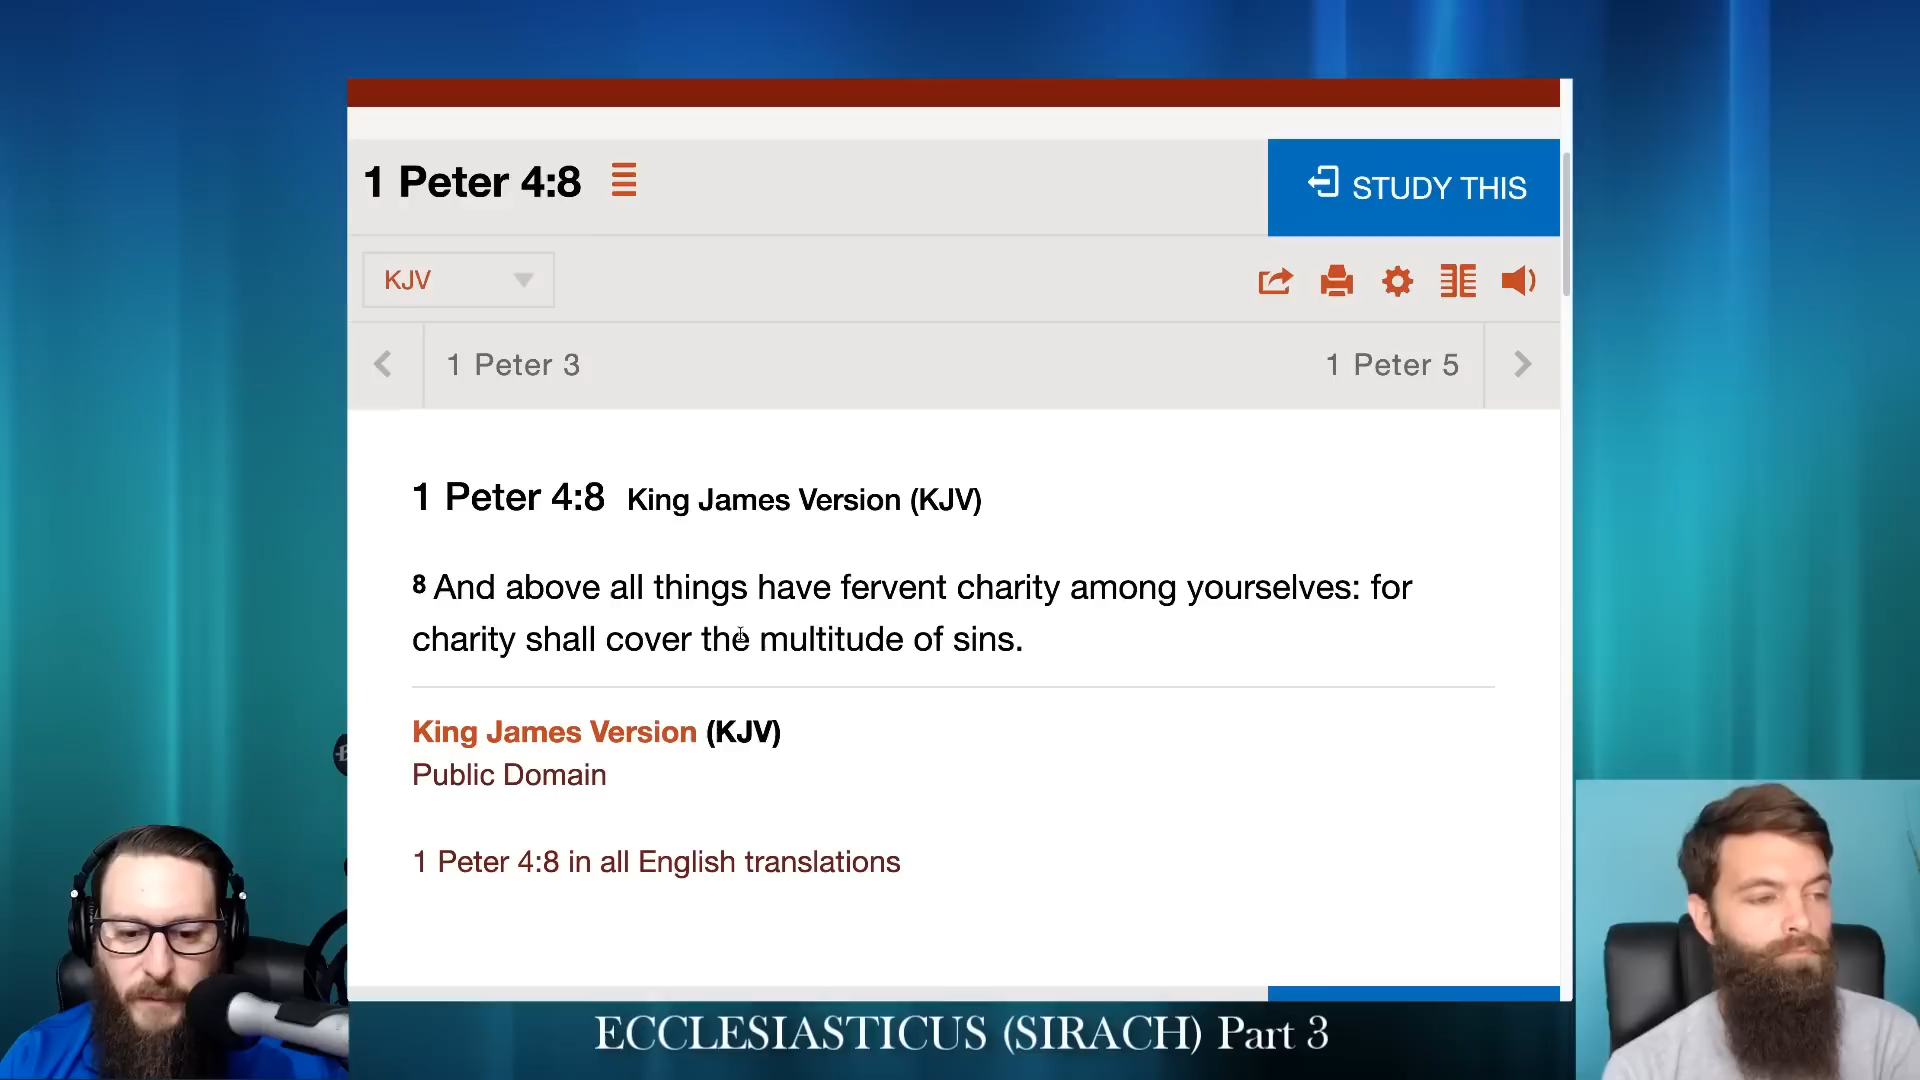 1 Peter 4:8
STUDY THIS
KJV
1 Peter 3
1 Peter 5
1 Peter 4:8 King James Version (KJV)
8 And above all things have fervent charity among yourselves: for
charity shall cover the multitude of sins.
King James Version (KJV)
Public Domain
1 Peter 4:8 in all English translations
ECCLESIASTICUS (SIRACH) Part 3